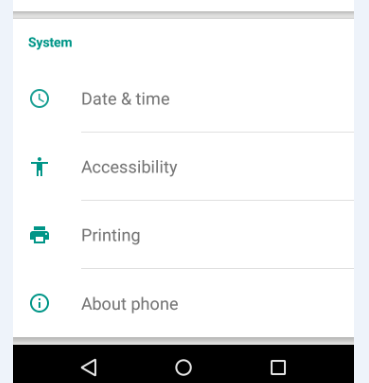 System
Date & time
Accessibility
Printing
About phone